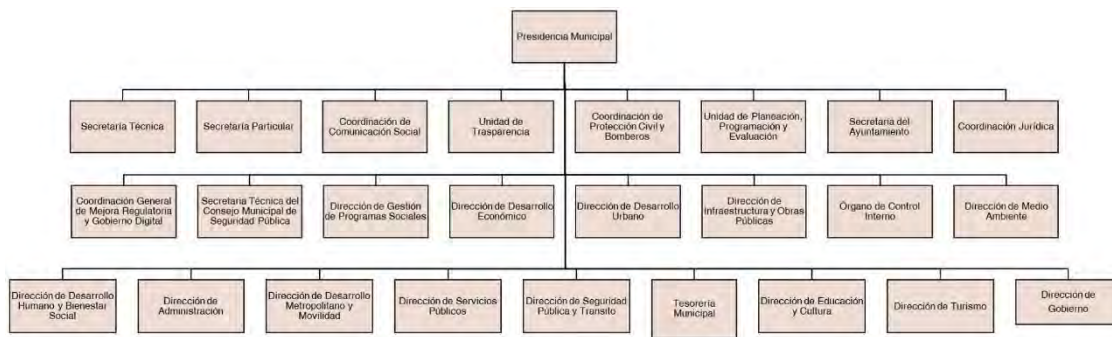 Presidencia Municipal
Secretaría Técnica
Secretaría Particular
Coordinación de
Comunicación Social
Unidad de
Trasparencia
Coordinación de
Protección Civil y
Bomberos
Unidad de Planeación,
Programación y
Evaluación
Secretaria del
Ayuntamiento
Coordinación Jurídica
Coordinación General
de Mejora Regulatoria
y Gobierno Digital
Secretaria Técnica del
Consejo Municipal de
Seguridad Pública
Dirección de Gestión
de Programas Sociales
Dirección de Desarrollo
Económico
Dirección de Desarrollo
Urbano
Dirección de
Infraestructura y Obras
Públicas
Órgano de Control
Interno
Dirección de Medio
Ambiente
Dirección de Desarrollo
Humano y Bienestar
Social
Dirección de
Administración
Dirección de Desarrollo
Metropolitano y
Movilidad
Dirección de Servicios
Públicos
Dirección de Seguridad
Pública y Transito
Tesorería
Municipal
Dirección de Educación
y Cultura
Dirección de Turismo
Dirección de
Gobierno